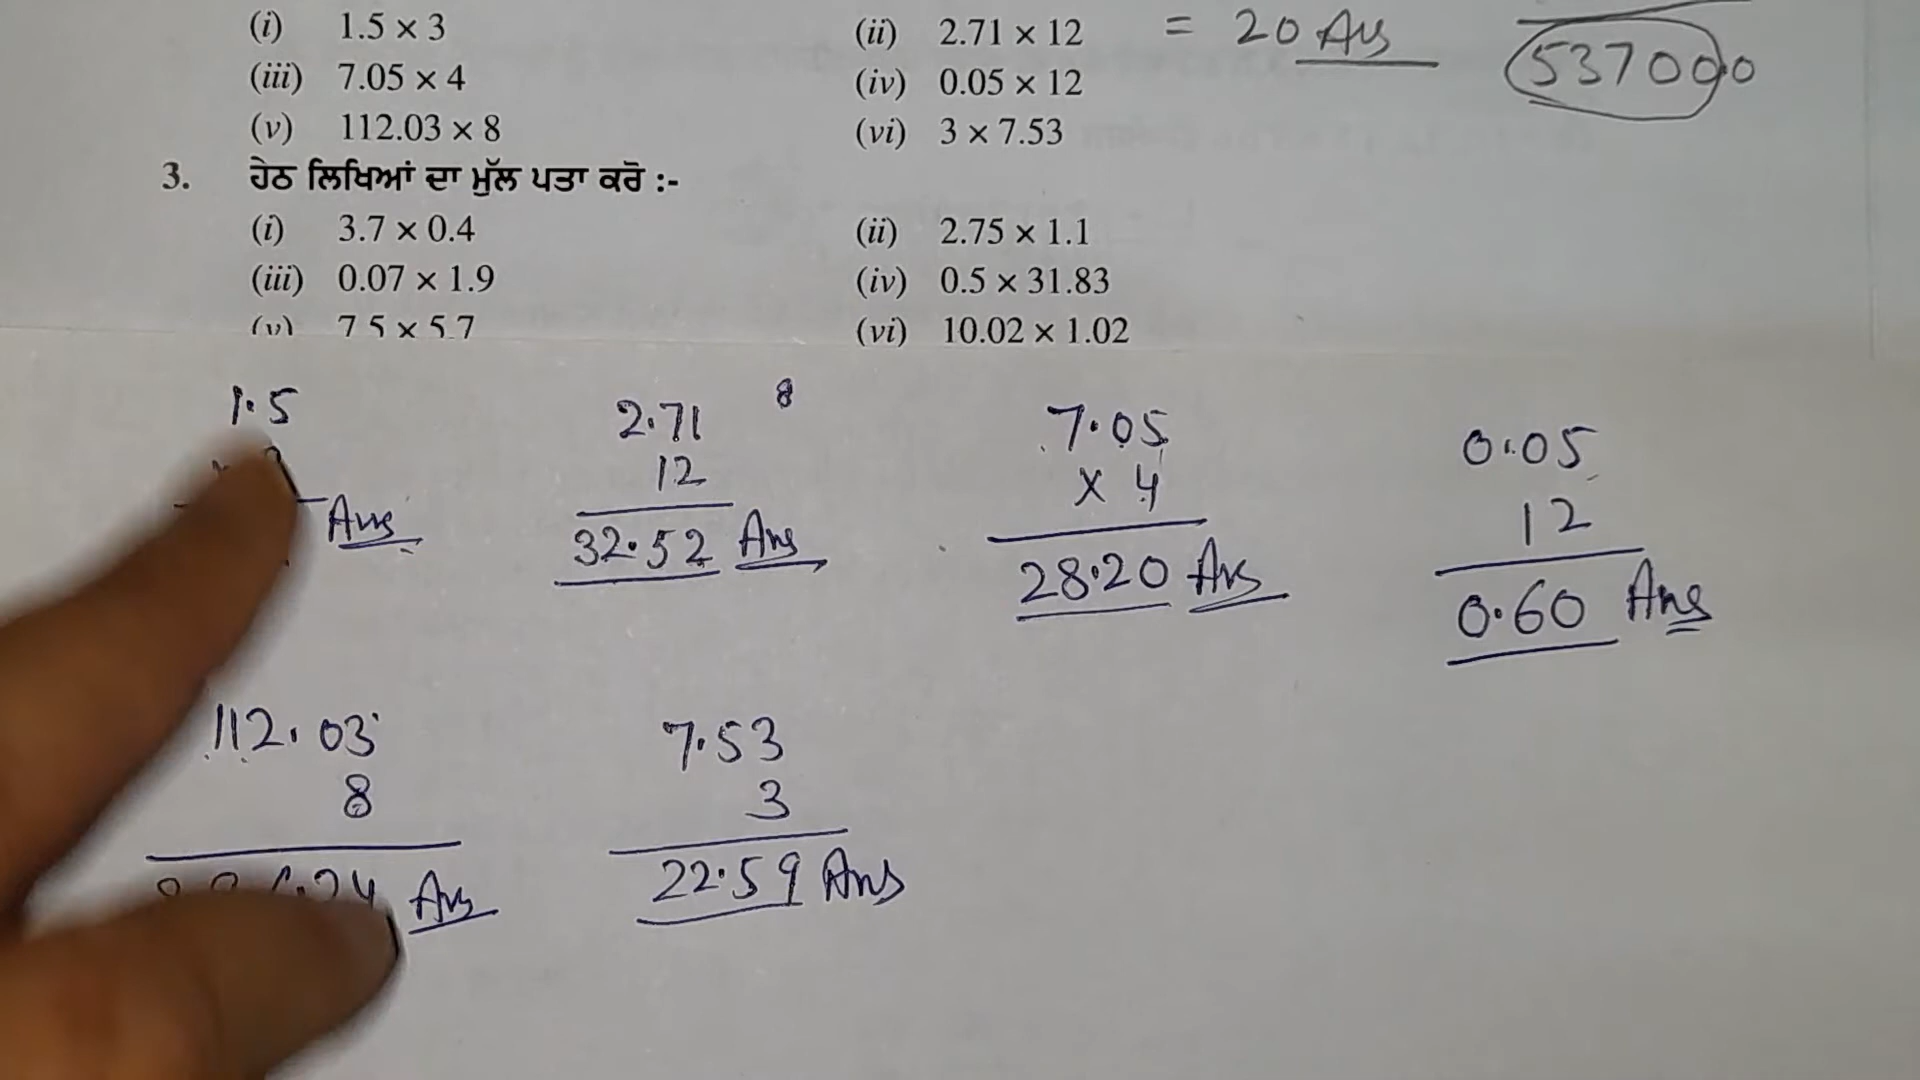 (i) 1.5 × 3 (ii) 2.71 × 12 = 20 Ans
(iii) 7.05 × 4 (iv) 0.05 × 12 537000
(v) 112.03 × 8 (vi) 3 × 7.53
3. ਹੇਠ ਲਿਖਿਆਂ ਦਾ ਮੁੱਲ ਪਤਾ ਕਰੋ :-
(i) 3.7 × 0.4 (ii) 2.75 × 1.1
(iii) 0.07 × 1.9 (iv) 0.5 × 31.83
(v) 7.5 × 5.7 (vi) 10.02 × 1.02
1.5 2.71 8 7.05 0.05
12 × 4 12
Ans 32.52 Ans 28.20 Ans 0.60 Ans
112.03 7.53
8 3
Ans 22.59 Ans